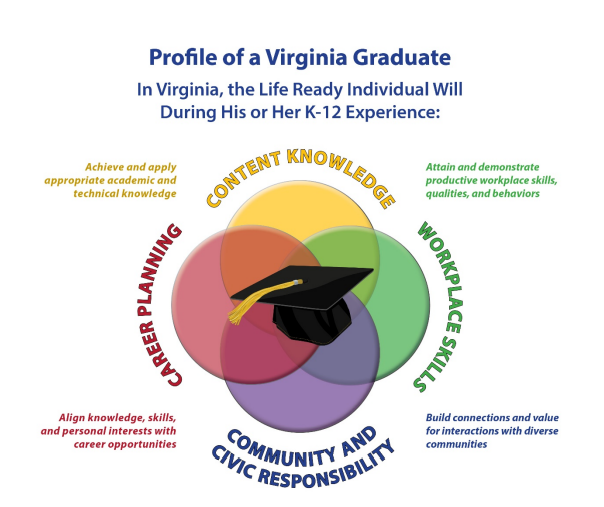 Profile of a Virginia Graduate
In Virginia, the Life Ready Individual Will
During His or Her K-12 Experience:
Achieve and apply
appropriate academic and
technical knowledge
CONTENT KNOWLEDGE
Attain and demonstrate
productive workplace skills,
qualities, and behaviors
CAREER PLANNING
WORKPLACE SKILLS
Align knowledge, skills,
and personal interests with
career opportunities
COMMUNITY AND
CIVIC RESPONSIBILITY
Build connections and value
for interactions with diverse
communities